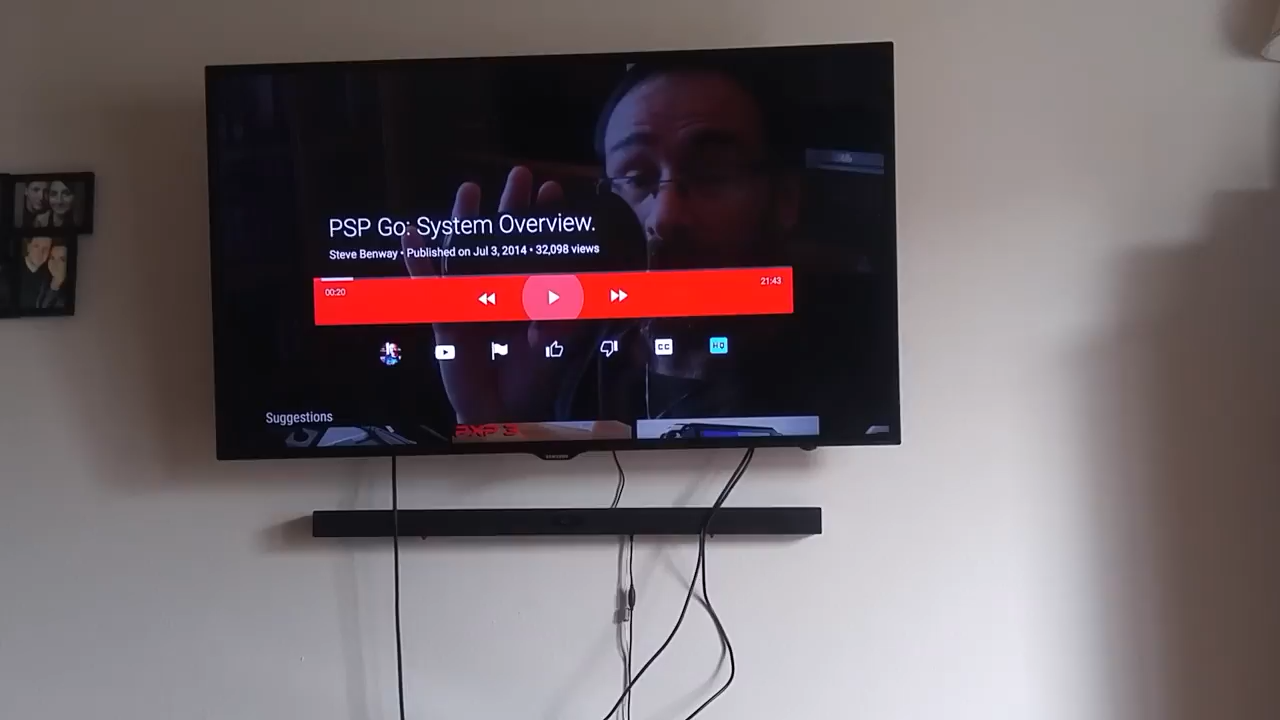 PSP Go: System Overview.
Steve Benway • Published on Jul 3, 2014 • 32,098 views
00:20
21:43
CC
HQ
Suggestions
SAMSUNG